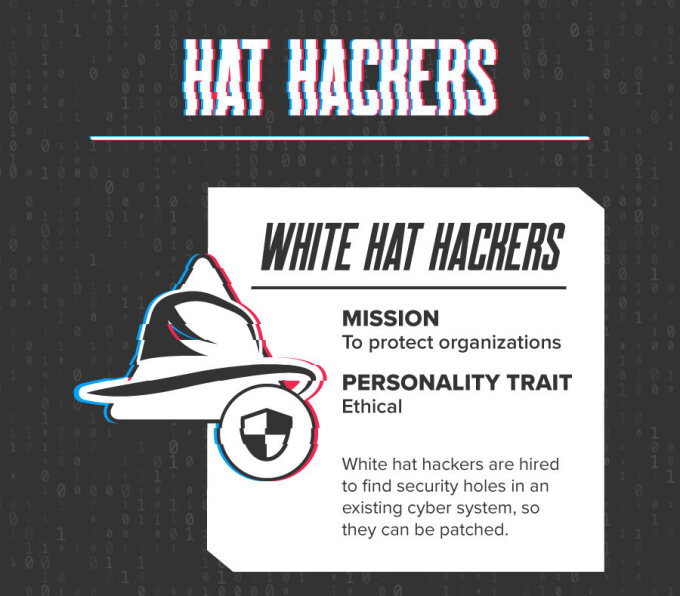 HAT HACKERS
WHITE HAT HACKERS
MISSION
To protect organizations
PERSONALITY TRAIT
Ethical
White hat hackers are hired
to find security holes in an
existing cyber system, so
they can be patched.